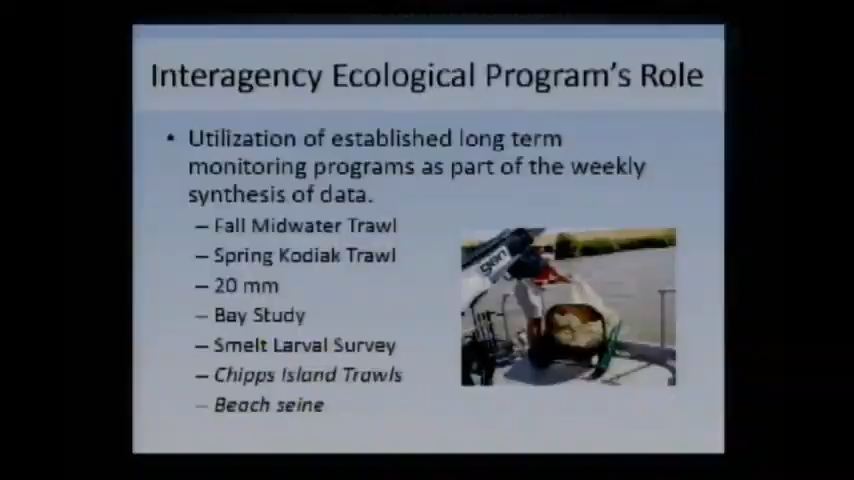 Interagency Ecological Program's Role
• Utilization of established long term
monitoring programs as part of the weekly
synthesis of data.
– Fall Midwater Trawl
– Spring Kodiak Trawl
– 20 mm
– Bay Study
– Smelt Larval Survey
– Chipps Island Trawls
– Beach seine